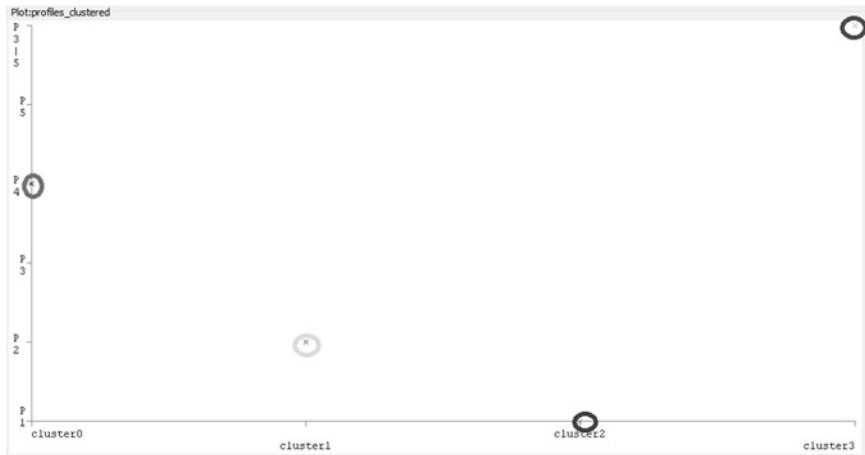 Plot:profiles_clustered
P
3
|
5
P
5
P
4
P
3
P
2
P
1
cluster0
cluster1
cluster2
cluster3